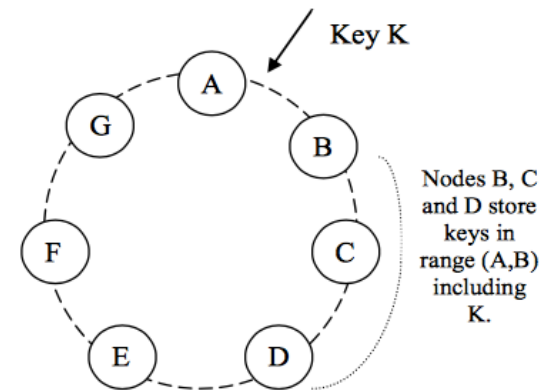 Key K
A
G
B
Nodes B, C
and D store
keys in
range (A,B)
including
K.
F
C
E
D